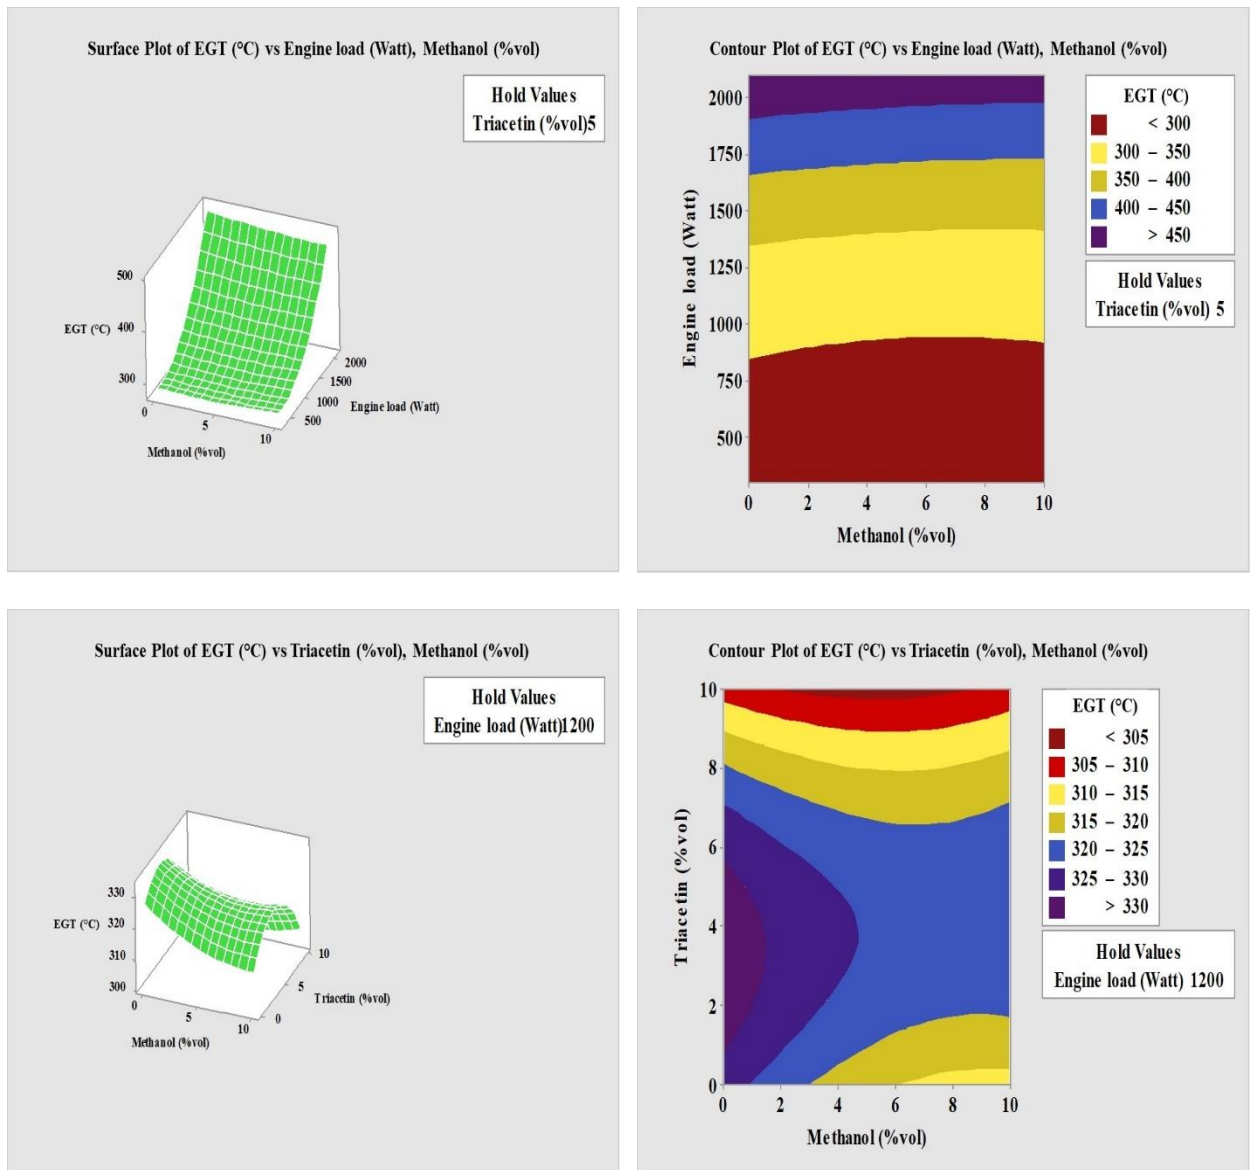 Surface Plot of EGT (°C) vs Engine load (Watt), Methanol (%vol)
Hold Values
Triacetin (%vol)5
500
400
300
EGT (°C)
0
5
10
Methanol (%vol)
500
1000
1500
2000
Engine load (Watt)
Contour Plot of EGT (°C) vs Engine load (Watt), Methanol (%vol)
2000
1750
1500
1250
1000
750
500
Engine load (Watt)
0 2 4 6 8 10
Methanol (%vol)
EGT (°C)
< 300
300 – 350
350 – 400
400 – 450
> 450
Hold Values
Triacetin (%vol) 5
Surface Plot of EGT (°C) vs Triacetin (%vol), Methanol (%vol)
Hold Values
Engine load (Watt)1200
330
320
310
300
EGT (°C)
0
5
10
Methanol (%vol)
0
5
10
Triacetin (%vol)
Contour Plot of EGT (°C) vs Triacetin (%vol), Methanol (%vol)
10
8
6
4
2
0
Triacetin (%vol)
0 2 4 6 8 10
Methanol (%vol)
EGT (°C)
< 305
305 – 310
310 – 315
315 – 320
320 – 325
325 – 330
> 330
Hold Values
Engine load (Watt) 1200